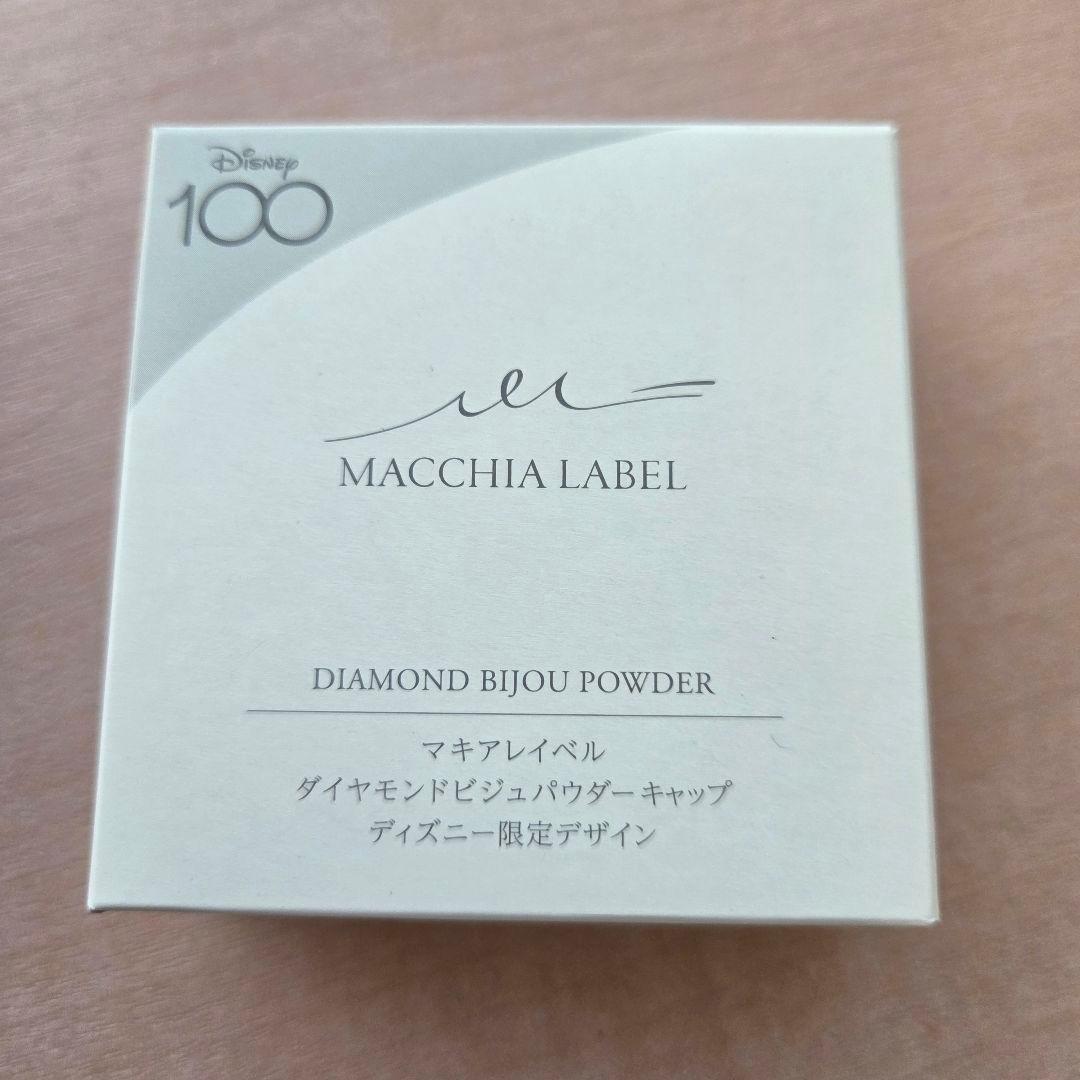 Disney
100
MACCHIA LABEL
DIAMOND BIJOU POWDER
マキアレイベル
ダイヤモンドビジュパウダーキャップ
ディズニー限定デザイン